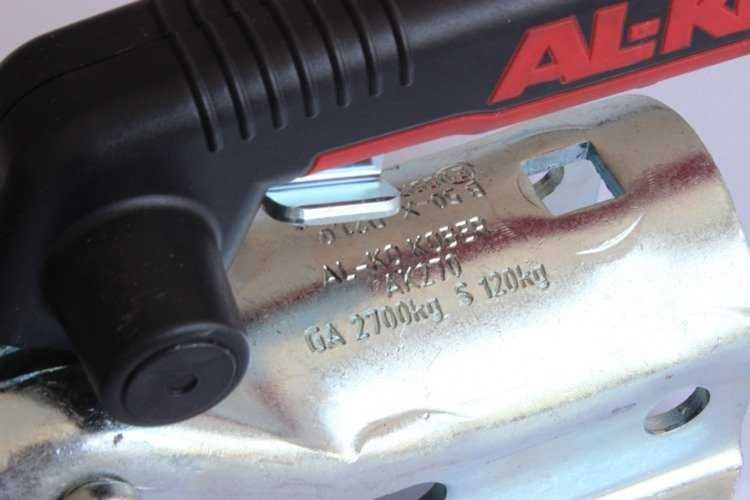 AL-K
AL-KO KOBER
AK270
GA 2700kg S 120kg